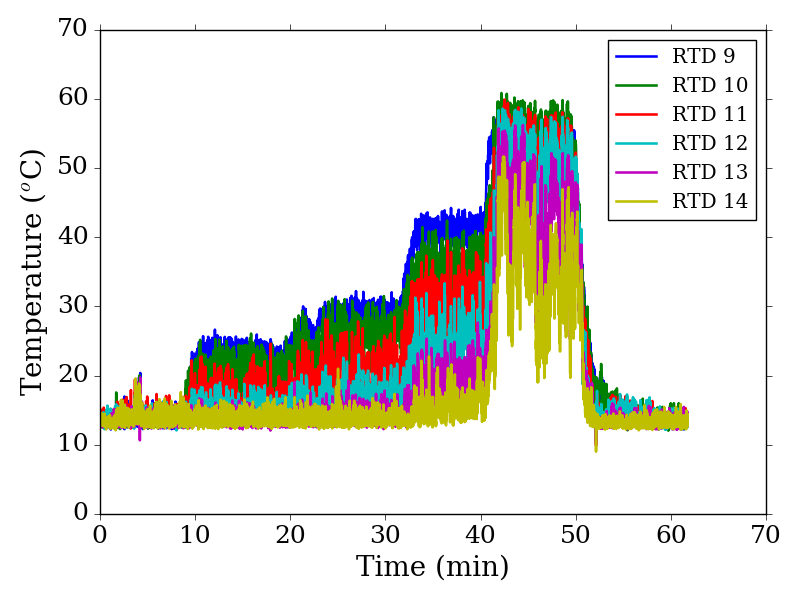 70
60
50
40
30
20
10
0
Temperature (°C)
RTD 9
RTD 10
RTD 11
RTD 12
RTD 13
RTD 14
0 10 20 30 40 50 60 70
Time (min)